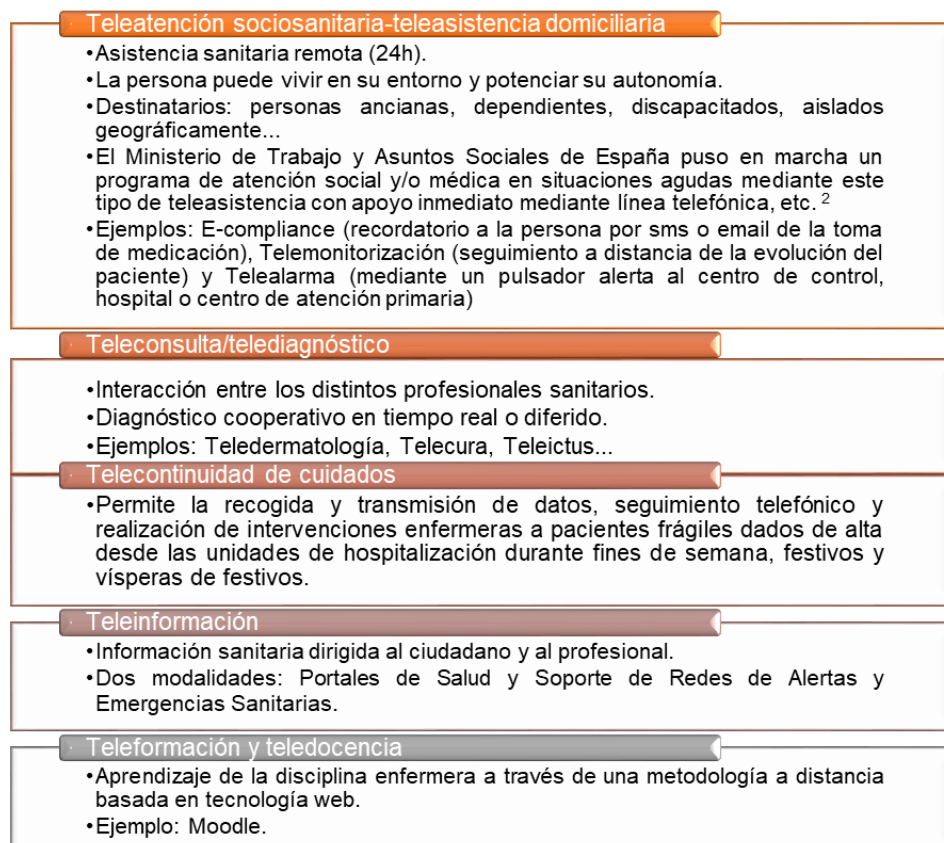 Teleatención sociosanitaria-teleasistencia domiciliaria
•Asistencia sanitaria remota (24h).
•La persona puede vivir en su entorno y potenciar su autonomía.
•Destinatarios: personas ancianas, dependientes, discapacitados, aislados
geográficamente...
•El Ministerio de Trabajo y Asuntos Sociales de España puso en marcha un
programa de atención social y/o médica en situaciones agudas mediante este
tipo de teleasistencia con apoyo inmediato mediante línea telefónica, etc. ²
•Ejemplos: E-compliance (recordatorio a la persona por sms o email de la toma
de medicación), Telemonitorización (seguimiento a distancia de la evolución del
paciente) y Telealarma (mediante un pulsador alerta al centro de control,
hospital o centro de atención primaria)
Teleconsulta/telediagnóstico
•Interacción entre los distintos profesionales sanitarios.
•Diagnóstico cooperativo en tiempo real o diferido.
•Ejemplos: Teledermatología, Telecura, Teleictus...
Telecontinuidad de cuidados
•Permite la recogida y transmisión de datos, seguimiento telefónico y
realización de intervenciones enfermeras a pacientes frágiles dados de alta
desde las unidades de hospitalización durante fines de semana, festivos y
vísperas de festivos.
Teleinformación
•Información sanitaria dirigida al ciudadano y al profesional.
•Dos modalidades: Portales de Salud y Soporte de Redes de Alertas y
Emergencias Sanitarias.
Teleformación y teledocencia
•Aprendizaje de la disciplina enfermera a través de una metodología a distancia
basada en tecnología web.
•Ejemplo: Moodle.